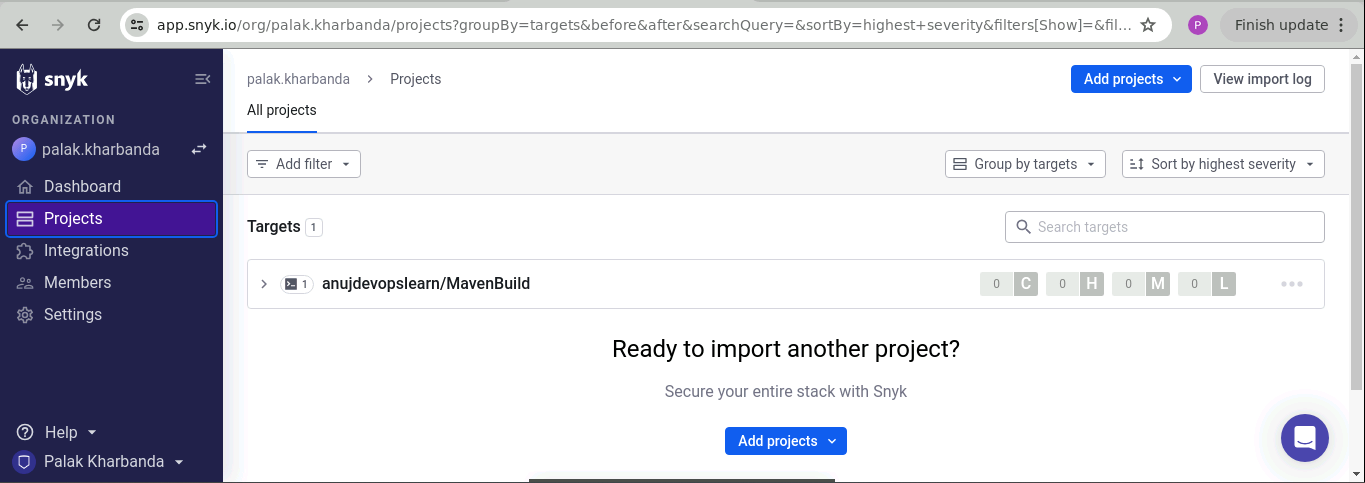 app.snyk.io/org/palak.kharbanda/projects?groupBy=targets&before&after&searchQuery=&sortBy=highest+severity&filters[Show]=&fil...
P
Finish update
snyk
ORGANIZATION
P palak.kharbanda
Dashboard
Projects
Integrations
Members
Settings
Help
Palak Kharbanda
palak.kharbanda > Projects
Add projects
View import log
All projects
Add filter
Group by targets
Sort by highest severity
Targets 1
Search targets
1 anujdevopslearn/MavenBuild 0 C 0 H 0 M 0 L
Ready to import another project?
Secure your entire stack with Snyk
Add projects